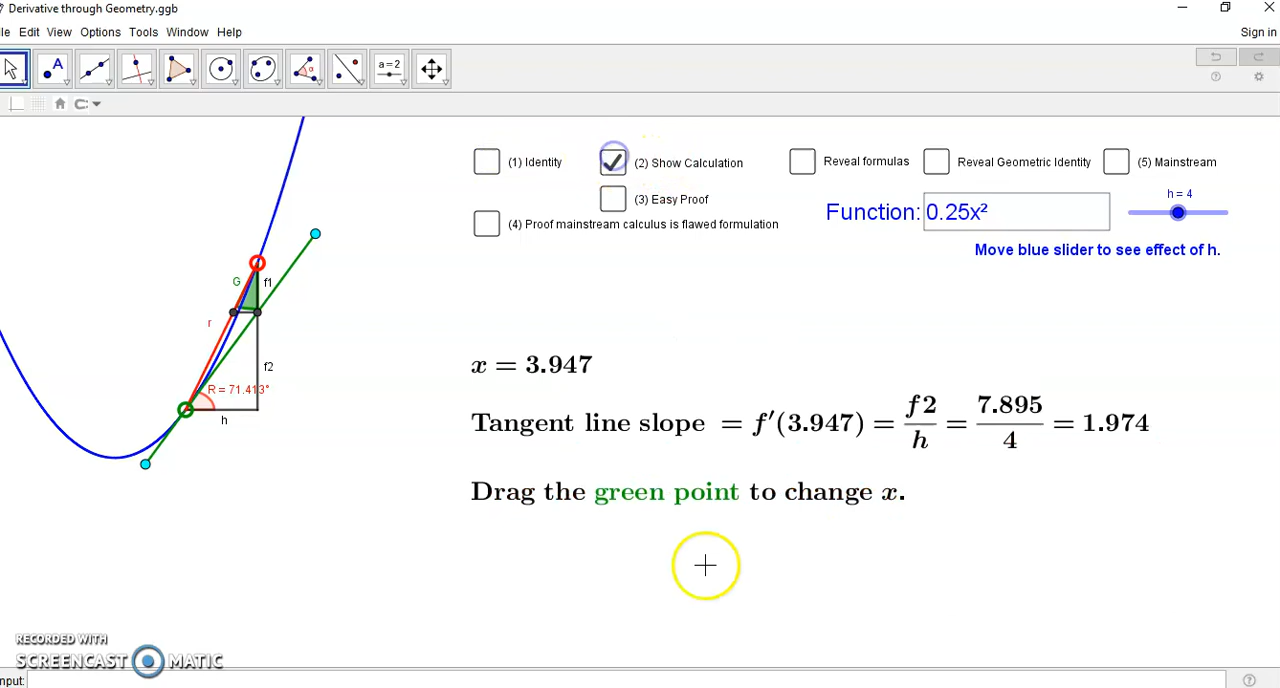 Derivative through Geometry.ggb
le Edit View Options Tools Window Help
Sign in
A
α
a=2
(1) Identity
(2) Show Calculation
Reveal formulas
Reveal Geometric Identity
(5) Mainstream
(3) Easy Proof
(4) Proof mainstream calculus is flawed formulation
Function: 0.25x²
h = 4
Move blue slider to see effect of h.
G
f1
r
f2
R = 71.413°
h
x = 3.947
Tangent line slope = f′(3.947) = f2/h = 7.895/4 = 1.974
Drag the green point to change x.
RECORDED WITH
SCREENCAST MATIC
nput: